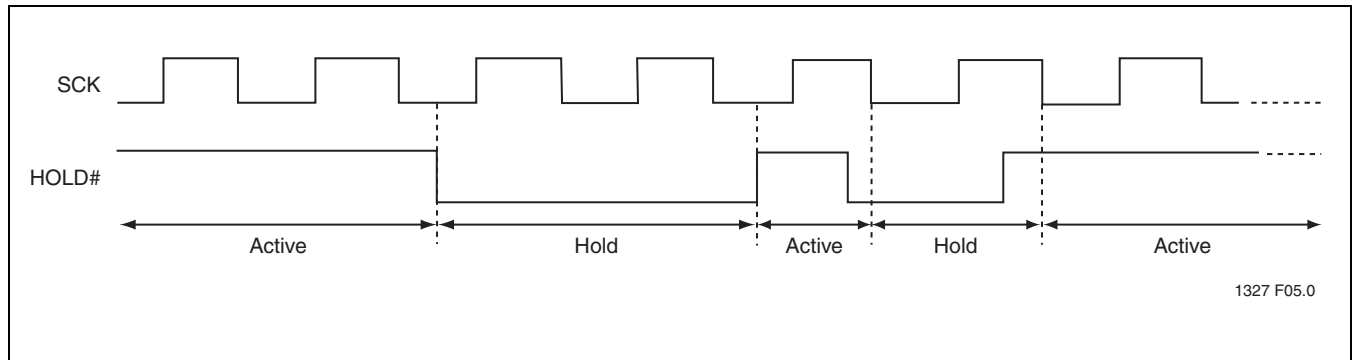 SCK
HOLD#
Active Hold Active Hold Active
1327 F05.0